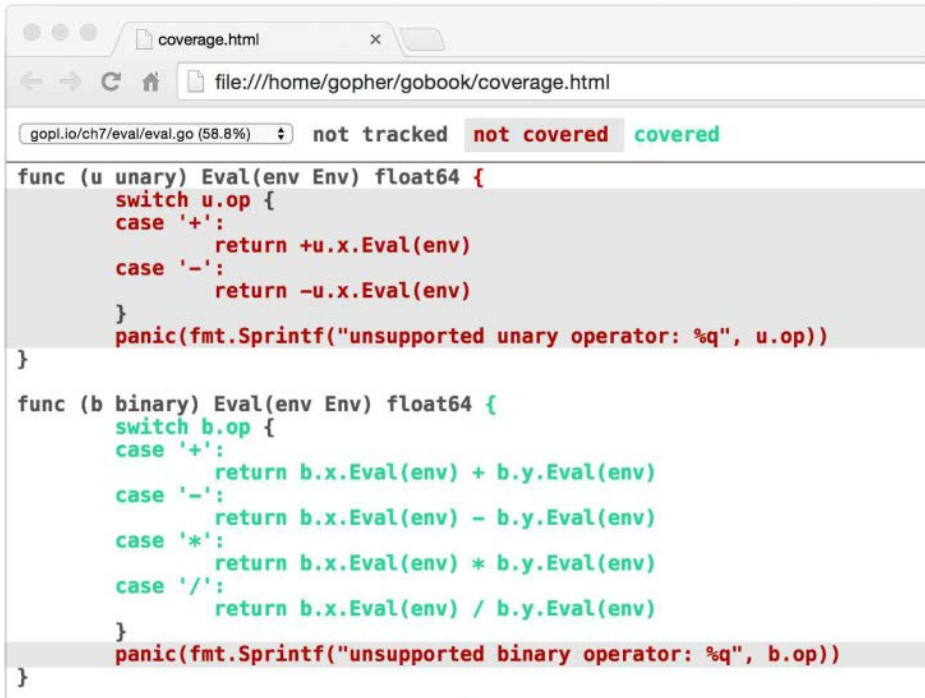 coverage.html ×
file:///home/gopher/gobook/coverage.html
gopl.io/ch7/eval/eval.go (58.8%) not tracked not covered covered
func (u unary) Eval(env Env) float64 {
        switch u.op {
        case '+':
                return +u.x.Eval(env)
        case '-':
                return -u.x.Eval(env)
        }
        panic(fmt.Sprintf("unsupported unary operator: %q", u.op))
}
func (b binary) Eval(env Env) float64 {
        switch b.op {
        case '+':
                return b.x.Eval(env) + b.y.Eval(env)
        case '-':
                return b.x.Eval(env) - b.y.Eval(env)
        case '*':
                return b.x.Eval(env) * b.y.Eval(env)
        case '/':
                return b.x.Eval(env) / b.y.Eval(env)
        }
        panic(fmt.Sprintf("unsupported binary operator: %q", b.op))
}